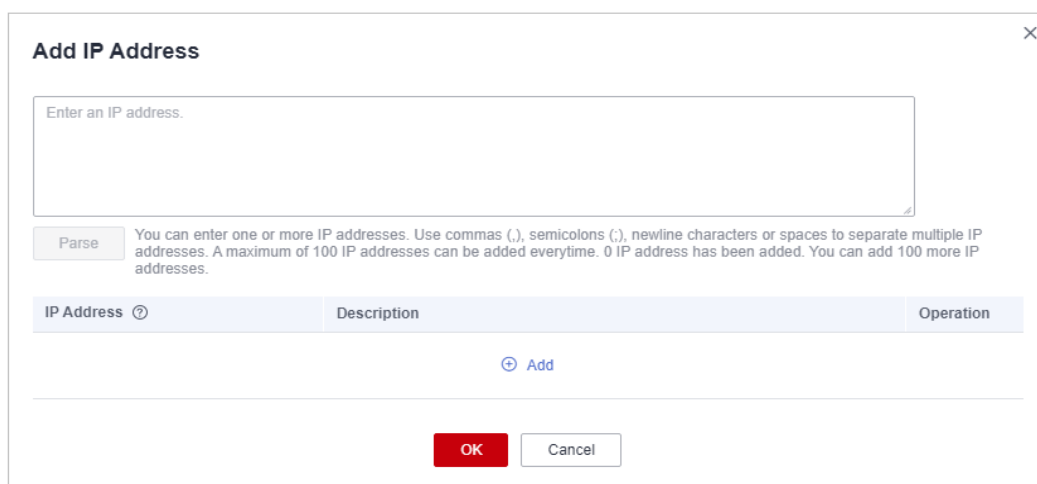 Add IP Address
Enter an IP address.
Parse
You can enter one or more IP addresses. Use commas (,), semicolons (;), newline characters or spaces to separate multiple IP
addresses. A maximum of 100 IP addresses can be added everytime. 0 IP address has been added. You can add 100 more IP
addresses.
IP Address Description Operation
Add
OK Cancel